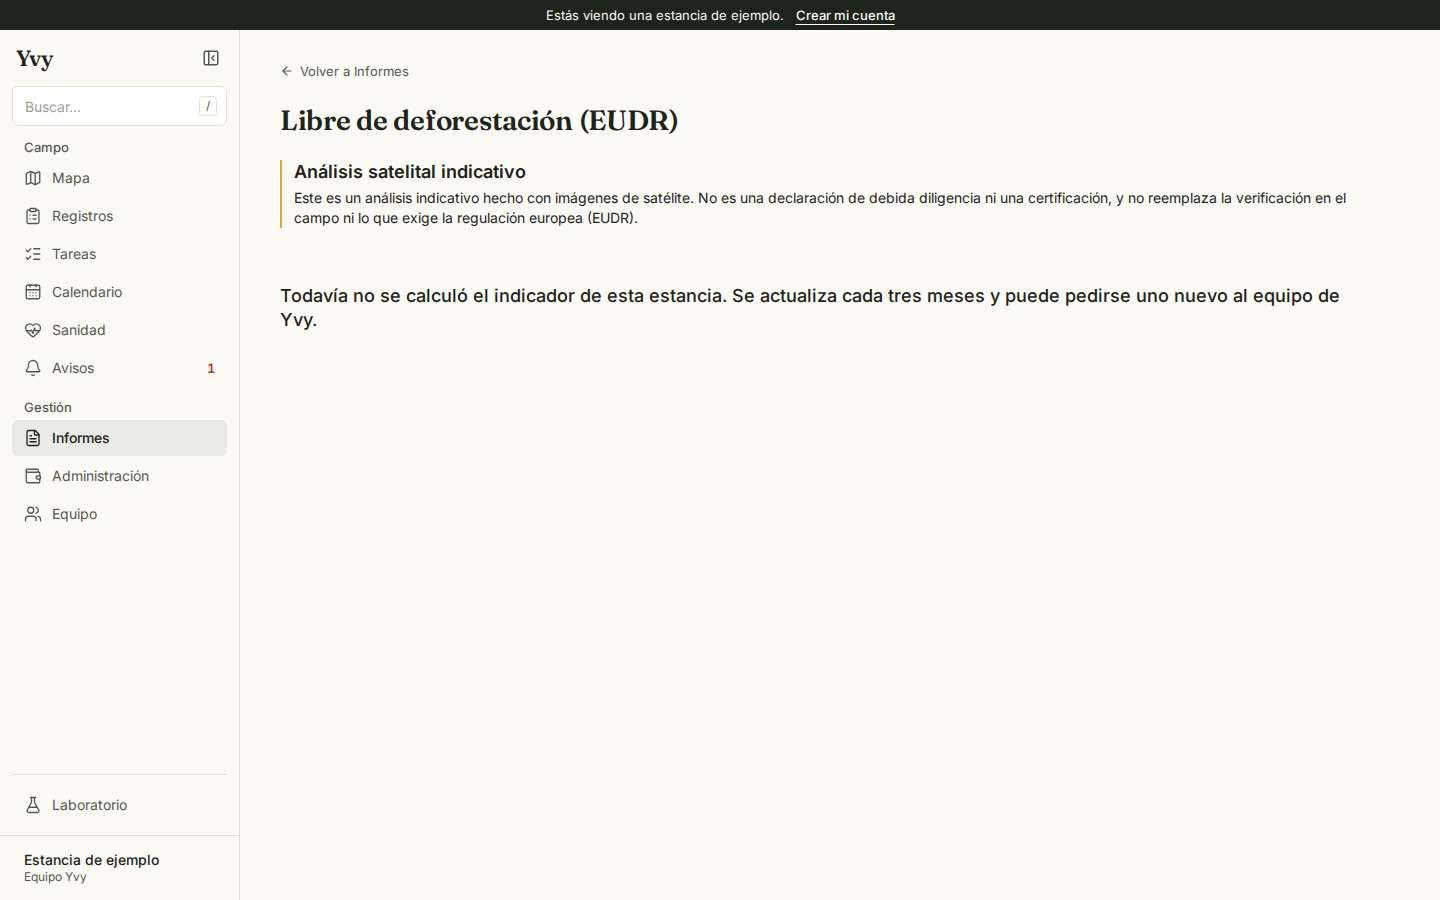 Estás viendo una estancia de ejemplo. Crear mi cuenta
Yvy
Buscar... /
Campo
Mapa
Registros
Tareas
Calendario
Sanidad
Avisos 1
Gestión
Informes
Administración
Equipo
Laboratorio
Estancia de ejemplo
Equipo Yvy
Volver a Informes
Libre de deforestación (EUDR)
Análisis satelital indicativo
Este es un análisis indicativo hecho con imágenes de satélite. No es una declaración de debida diligencia ni una certificación, y no reemplaza la verificación en el
campo ni lo que exige la regulación europea (EUDR).
Todavía no se calculó el indicador de esta estancia. Se actualiza cada tres meses y puede pedirse uno nuevo al equipo de
Yvy.